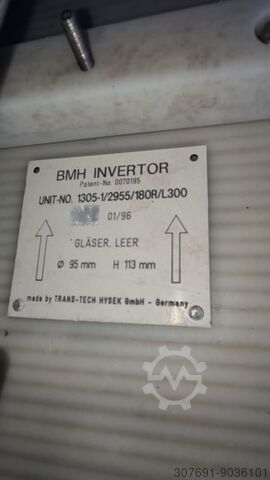 BMH INVERTOR
Patent-No. 0070195
UNIT-NO. 1305-1/2955/180R/L300
01/96
GLÄSER, LEER
Ø 95 mm H 113 mm
made by TRANS-TECH HYSEK GmbH - Germany
307691-9036101